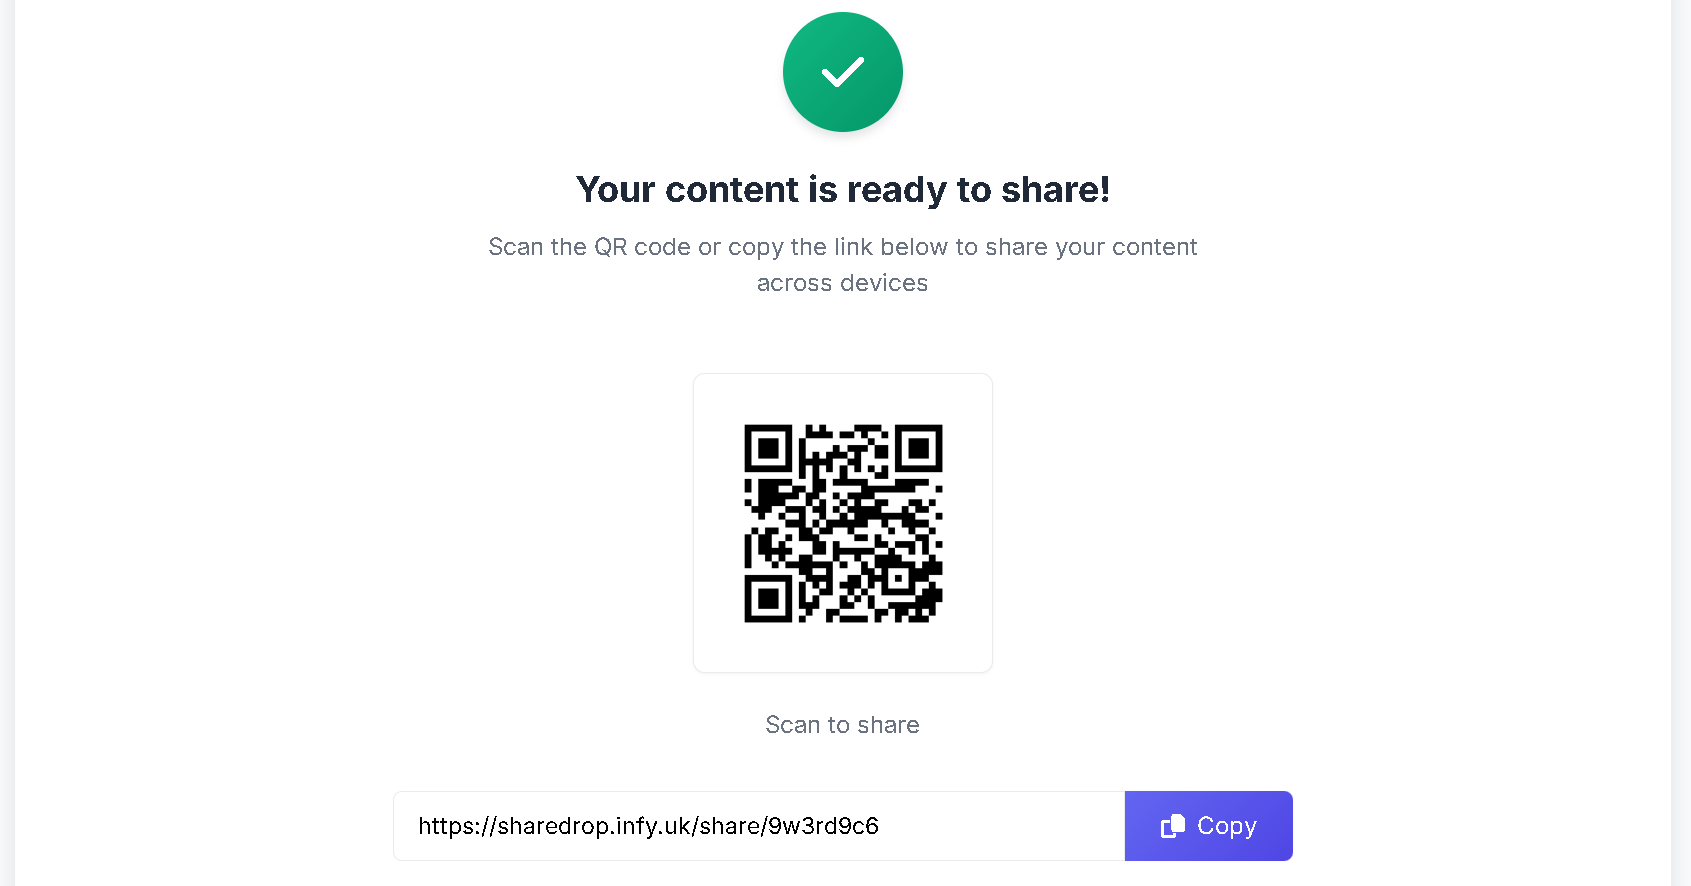 Your content is ready to share!
Scan the QR code or copy the link below to share your content
across devices
Scan to share
https://sharedrop.infy.uk/share/9w3rd9c6
Copy